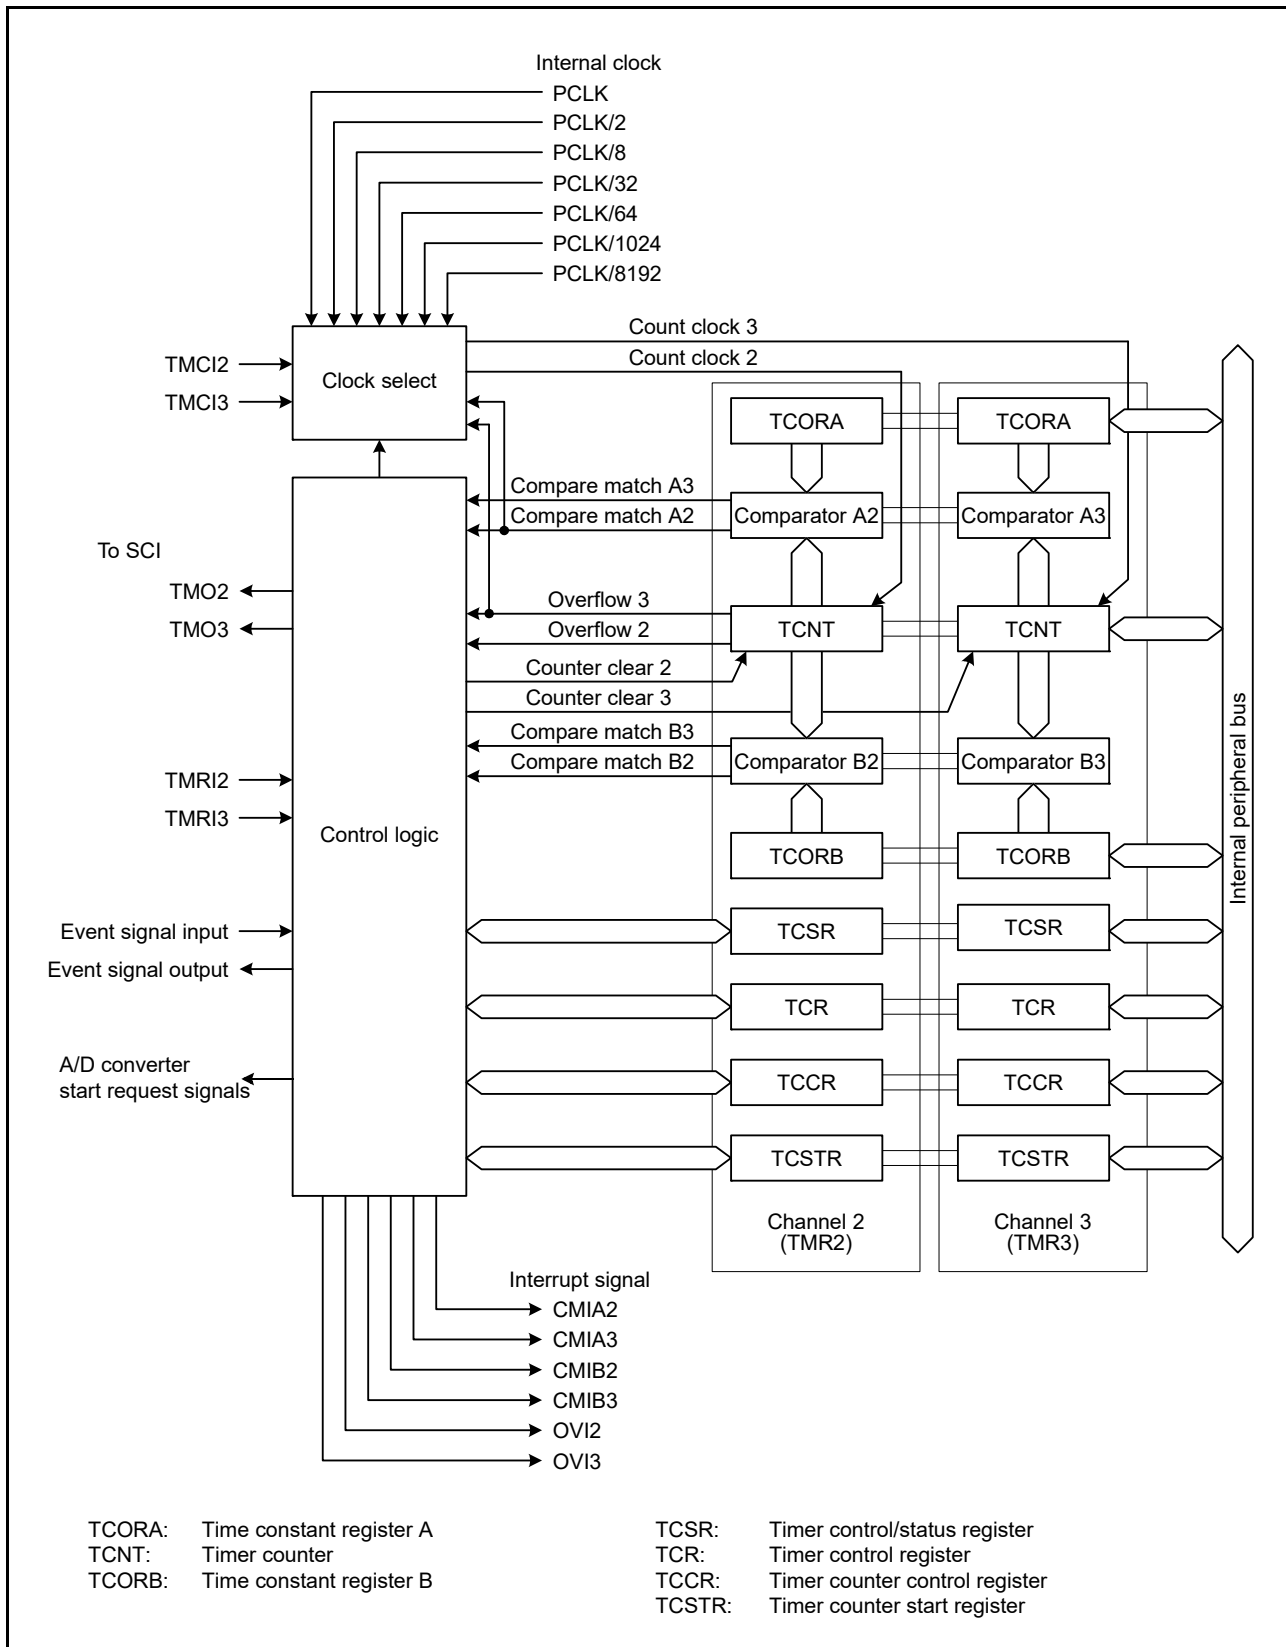 Internal clock
PCLK
PCLK/2
PCLK/8
PCLK/32
PCLK/64
PCLK/1024
PCLK/8192
Count clock 3
Count clock 2
TMCI2
TMCI3
Clock select
TCORA
TCORA
Compare match A3
Compare match A2
Comparator A2
Comparator A3
To SCI
TMO2
TMO3
Overflow 3
Overflow 2
TCNT
TCNT
Counter clear 2
Counter clear 3
Compare match B3
Compare match B2
Comparator B2
Comparator B3
TMRI2
TMRI3
Control logic
TCORB
TCORB
Internal peripheral bus
Event signal input
Event signal output
TCSR
TCSR
TCR
TCR
A/D converter
start request signals
TCCR
TCCR
TCSTR
TCSTR
Channel 2
(TMR2)
Channel 3
(TMR3)
Interrupt signal
CMIA2
CMIA3
CMIB2
CMIB3
OVI2
OVI3
TCORA: Time constant register A
TCNT: Timer counter
TCORB: Time constant register B
TCSR: Timer control/status register
TCR: Timer control register
TCCR: Timer counter control register
TCSTR: Timer counter start register